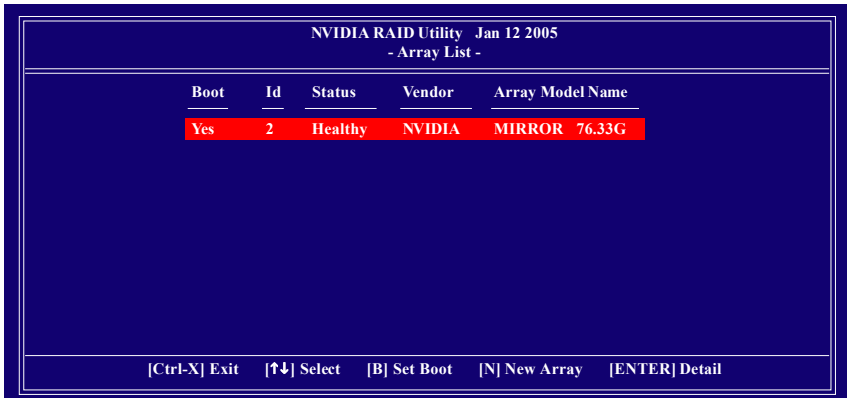 NVIDIA RAID Utility Jan 12 2005
- Array List -
Boot Id Status Vendor Array Model Name
Yes 2 Healthy NVIDIA MIRROR 76.33G
[Ctrl-X] Exit [↑↓] Select [B] Set Boot [N] New Array [ENTER] Detail